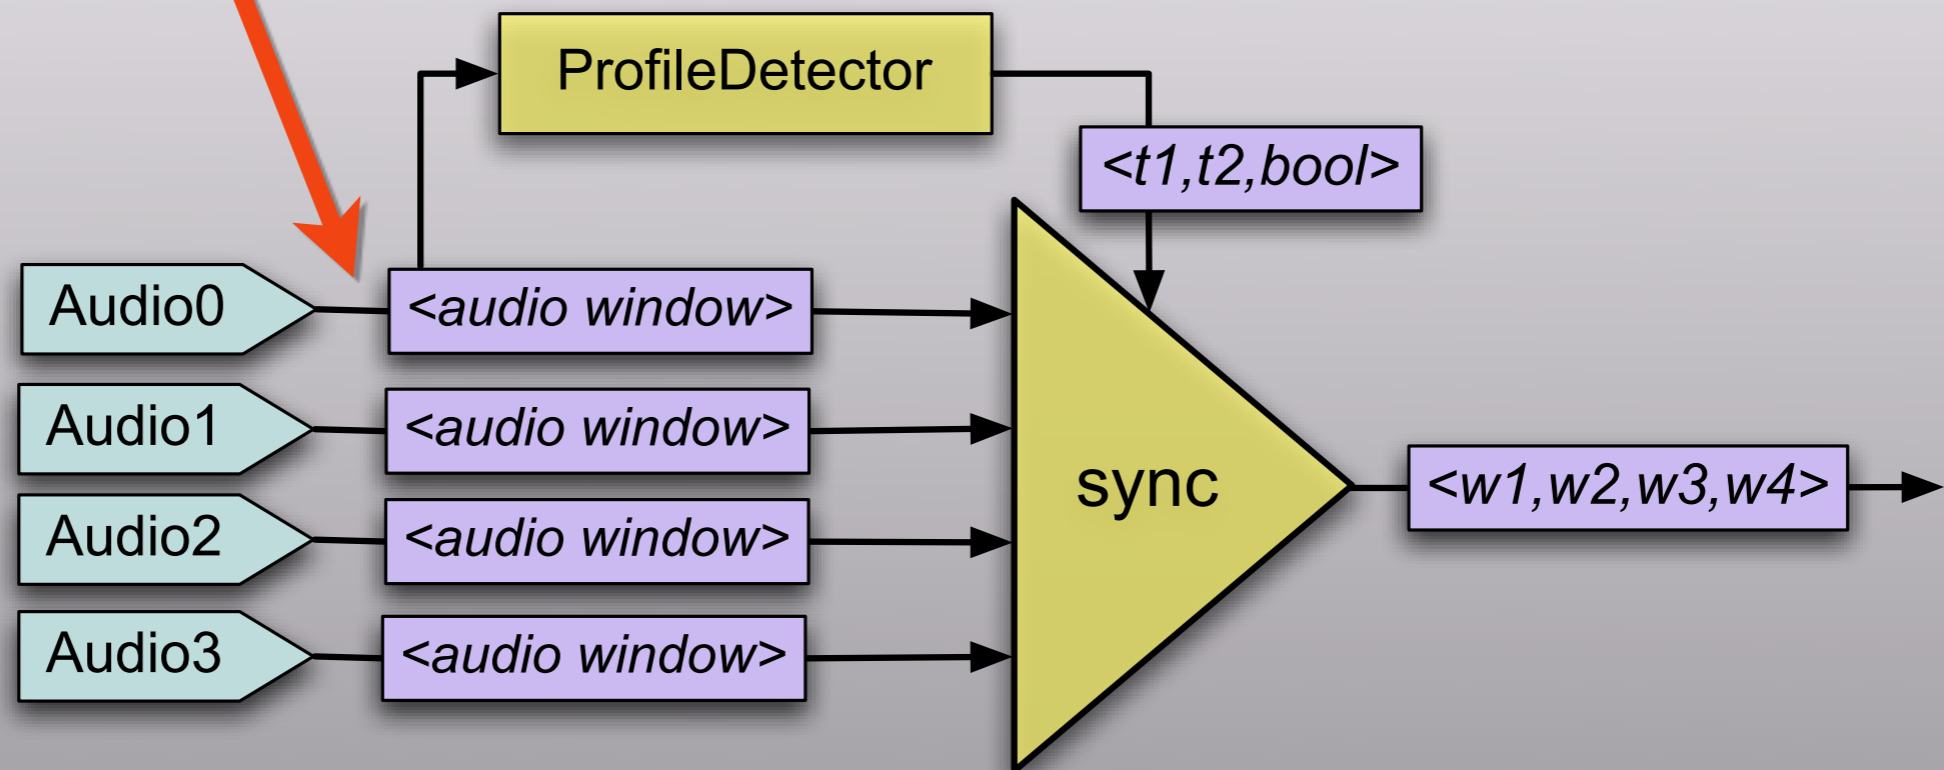 ProfileDetector
<t1,t2,bool>
Audio0 <audio window>
Audio1 <audio window>
sync
<w1,w2,w3,w4>
Audio2 <audio window>
Audio3 <audio window>